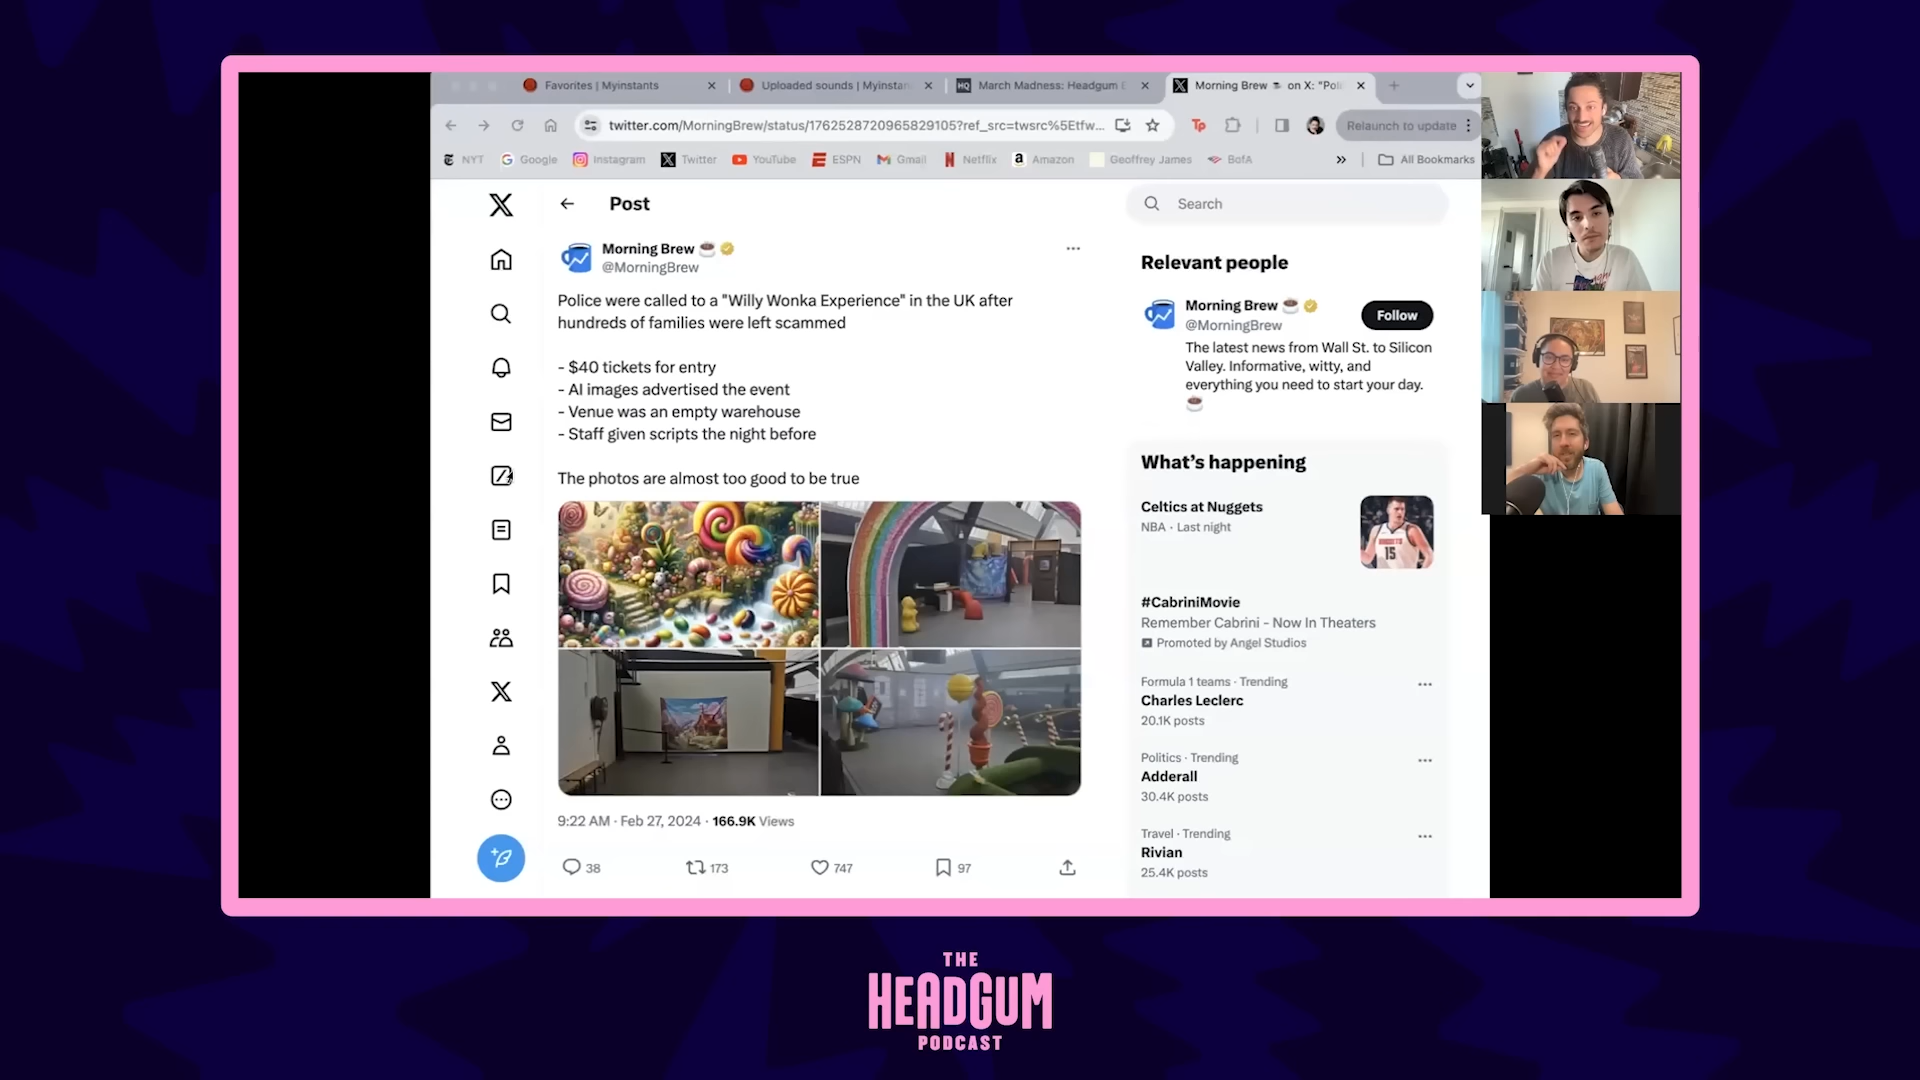 Favorites | Myinstants
Uploaded sounds | Myinstan
March Madness: Headgum E
Morning Brew ☕ on X: "Poli
twitter.com/MorningBrew/status/1762528720965829105?ref_src=twsrc%5Etfw...
Relaunch to update
NYT
Google
Instagram
Twitter
YouTube
ESPN
Gmail
Netflix
Amazon
Geoffrey James
BofA
All Bookmarks
Post
Search
Morning Brew ☕
@MorningBrew
Police were called to a "Willy Wonka Experience" in the UK after
hundreds of families were left scammed
- $40 tickets for entry
- AI images advertised the event
- Venue was an empty warehouse
- Staff given scripts the night before
The photos are almost too good to be true
9:22 AM · Feb 27, 2024 · 166.9K Views
38
173
747
97
Relevant people
Morning Brew ☕
@MorningBrew
Follow
The latest news from Wall St. to Silicon
Valley. Informative, witty, and
everything you need to start your day.
☕
What's happening
Celtics at Nuggets
NBA · Last night
15
#CabriniMovie
Remember Cabrini - Now In Theaters
Promoted by Angel Studios
Formula 1 teams · Trending
Charles Leclerc
20.1K posts
Politics · Trending
Adderall
30.4K posts
Travel · Trending
Rivian
25.4K posts
THE
HEADGUM
PODCAST